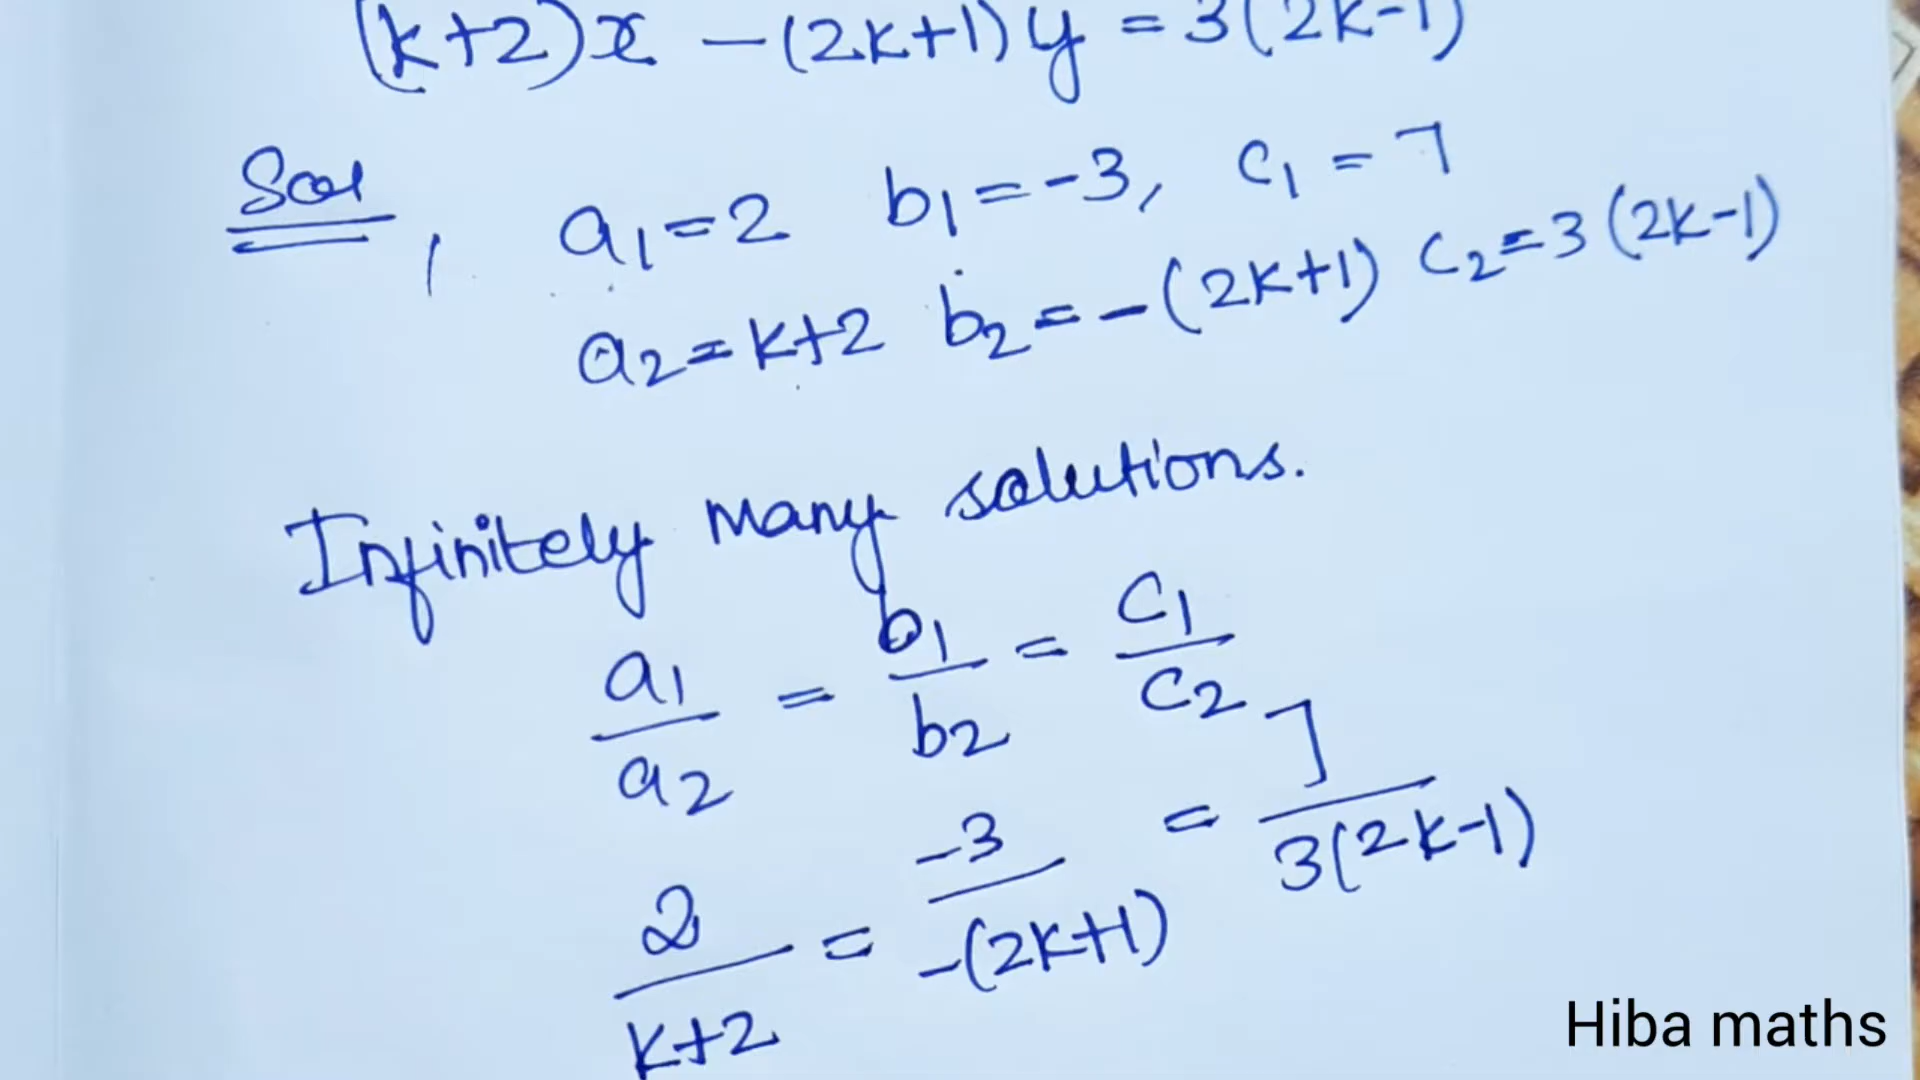 (k+2)x - (2k+1)y = 3(2k-1)
Sol, a1=2 b1=-3, c1=7
a2=k+2 b2=-(2k+1) c2=3(2k-1)
Infinitely many solutions.
a1/a2 = b1/b2 = c1/c2
2/k+2 = -3/-(2k+1) = 7/3(2k-1)
Hiba maths